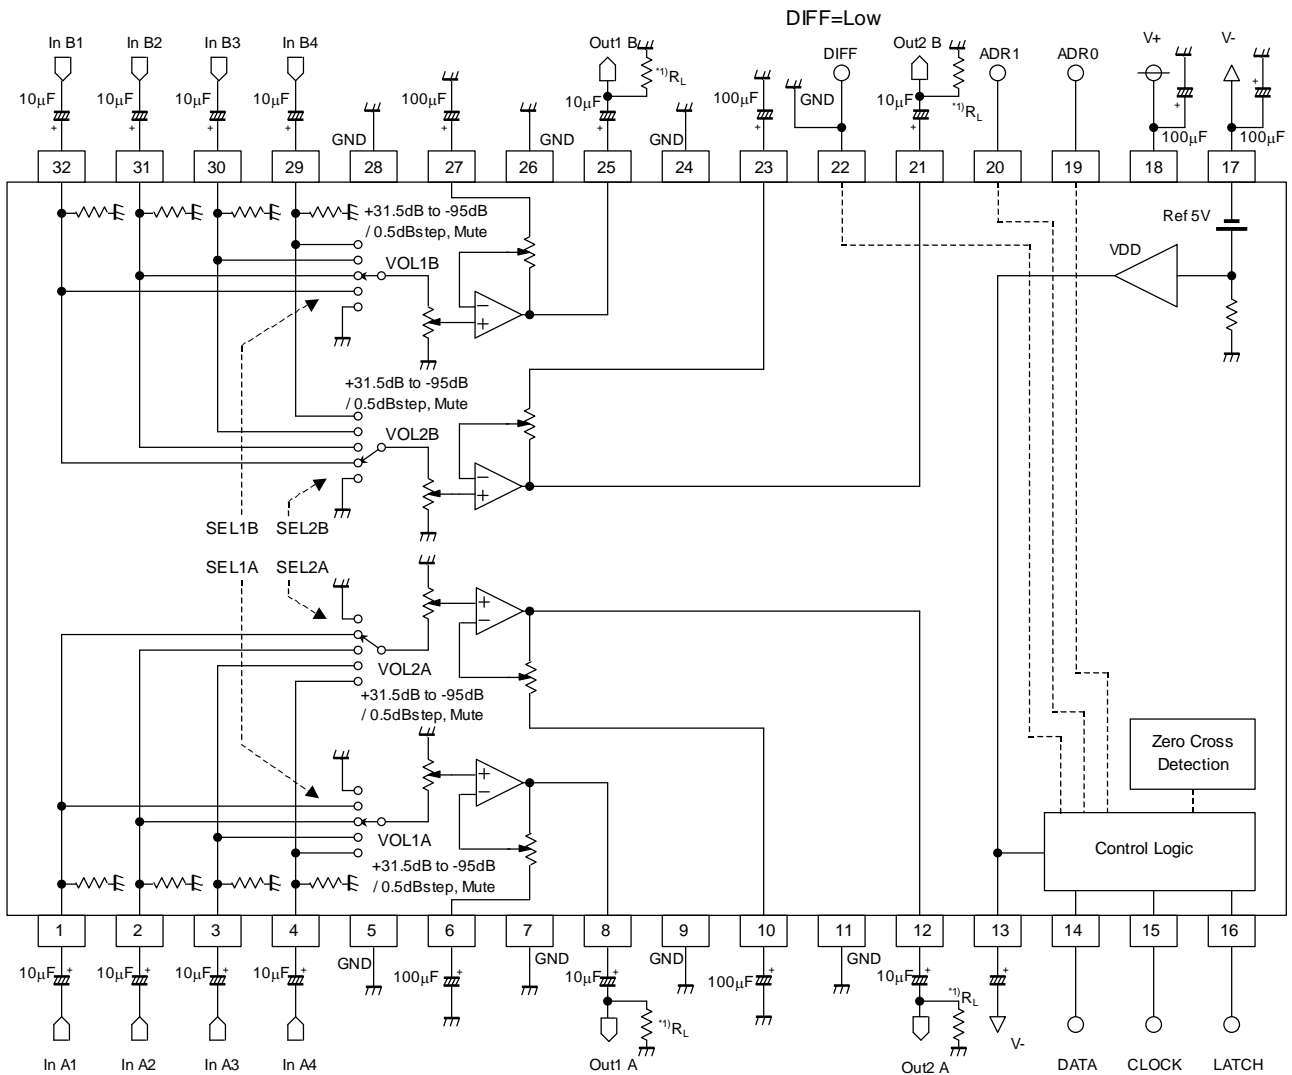 DIFF=Low
In B1
In B2
In B3
In B4
Out1 B
*1)RL
DIFF
Out2 B
ADR1
ADR0
V+
V-
10μF
10μF
10μF
10μF
GND
100μF
GND
10μF
GND
100μF
GND
10μF
*1)RL
100μF
100μF
32
31
30
29
28
27
26
25
24
23
22
21
20
19
18
17
+31.5dB to -95dB
/ 0.5dBstep, Mute
VOL1B
Ref 5V
VDD
+31.5dB to -95dB
/ 0.5dBstep, Mute
VOL2B
SEL1B
SEL2B
SEL1A
SEL2A
VOL2A
+31.5dB to -95dB
/ 0.5dBstep, Mute
Zero Cross
Detection
VOL1A
Control Logic
+31.5dB to -95dB
/ 0.5dBstep, Mute
1
2
3
4
5
6
7
8
9
10
11
12
13
14
15
16
10μF
10μF
10μF
10μF
GND
100μF
GND
10μF
GND
100μF
GND
10μF
*1)RL
*1)RL
In A1
In A2
In A3
In A4
Out1 A
Out2 A
V-
DATA
CLOCK
LATCH